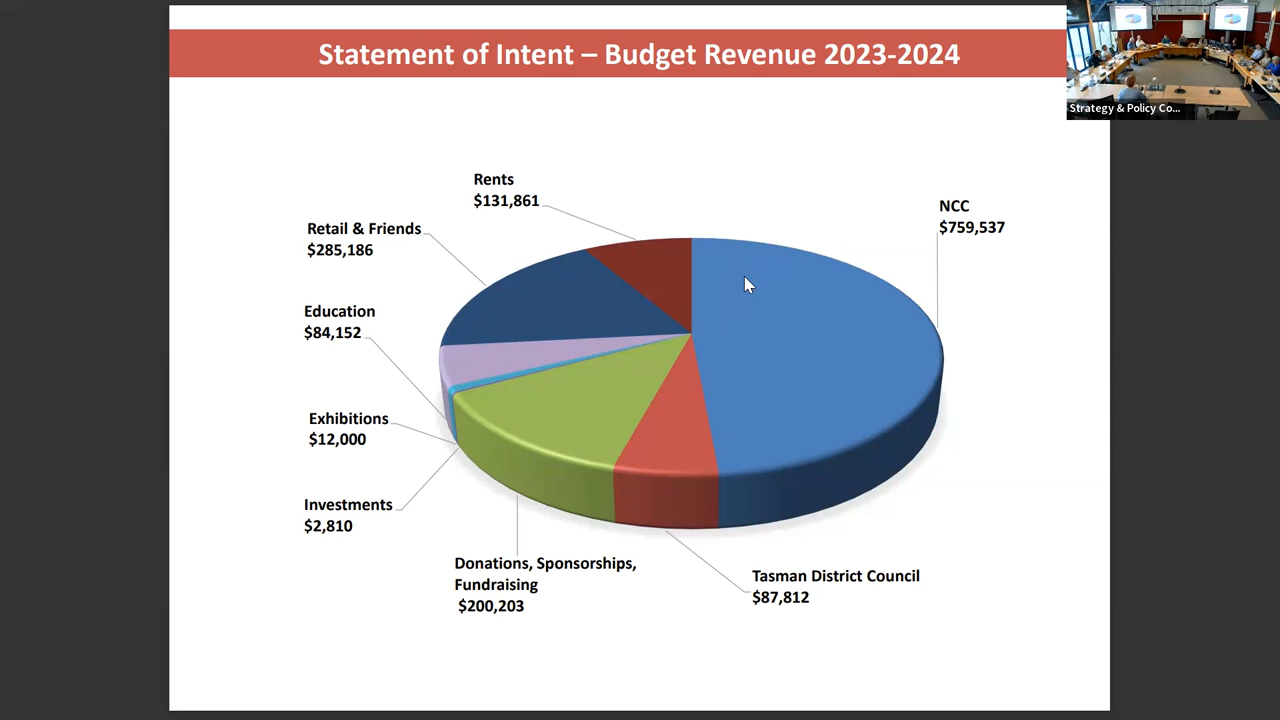 Statement of Intent – Budget Revenue 2023-2024
Strategy & Policy Co...
Rents
$131,861
NCC
$759,537
Retail & Friends
$285,186
Education
$84,152
Exhibitions
$12,000
Investments
$2,810
Donations, Sponsorships,
Fundraising
$200,203
Tasman District Council
$87,812